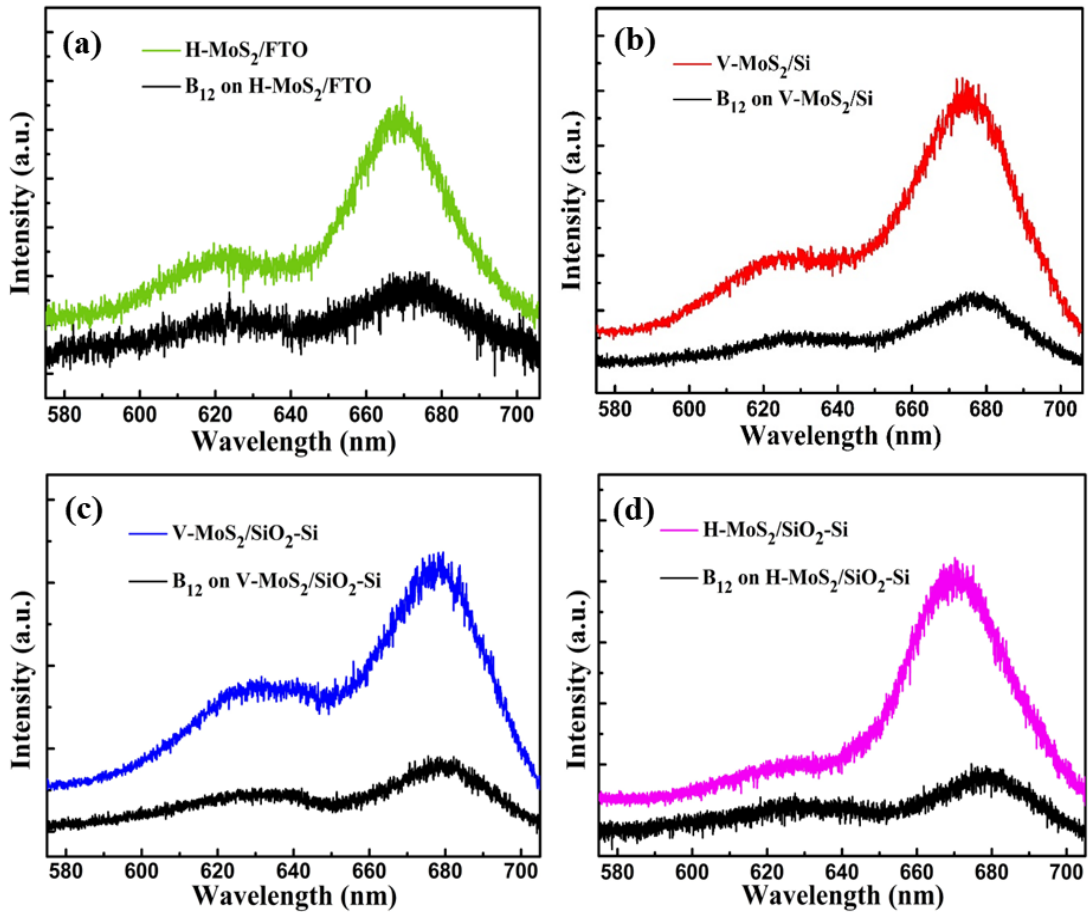 (a)
H-MoS2/FTO
B12 on H-MoS2/FTO
Intensity (a.u.)
580 600 620 640 660 680 700
Wavelength (nm)
(b)
V-MoS2/Si
B12 on V-MoS2/Si
Intensity (a.u.)
580 600 620 640 660 680 700
Wavelength (nm)
(c)
V-MoS2/SiO2-Si
B12 on V-MoS2/SiO2-Si
Intensity (a.u.)
580 600 620 640 660 680 700
Wavelength (nm)
(d)
H-MoS2/SiO2-Si
B12 on H-MoS2/SiO2-Si
Intensity (a.u.)
580 600 620 640 660 680 700
Wavelength (nm)